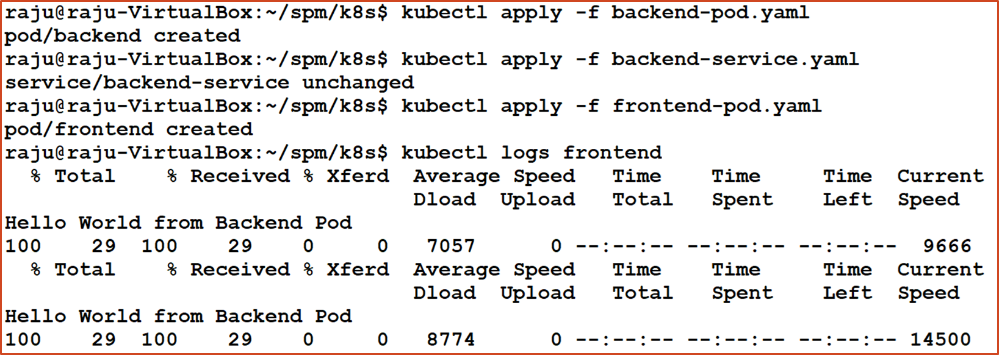 raju@raju-VirtualBox:~/spm/k8s$ kubectl apply -f backend-pod.yaml
pod/backend created
raju@raju-VirtualBox:~/spm/k8s$ kubectl apply -f backend-service.yaml
service/backend-service unchanged
raju@raju-VirtualBox:~/spm/k8s$ kubectl apply -f frontend-pod.yaml
pod/frontend created
raju@raju-VirtualBox:~/spm/k8s$ kubectl logs frontend
  % Total    % Received % Xferd  Average Speed   Time    Time     Time  Current
                                 Dload  Upload   Total   Spent    Left  Speed
Hello World from Backend Pod
100    29  100    29    0     0   7057      0 --:--:-- --:--:-- --:--:--  9666
  % Total    % Received % Xferd  Average Speed   Time    Time     Time  Current
                                 Dload  Upload   Total   Spent    Left  Speed
Hello World from Backend Pod
100    29  100    29    0     0   8774      0 --:--:-- --:--:-- --:--:-- 14500